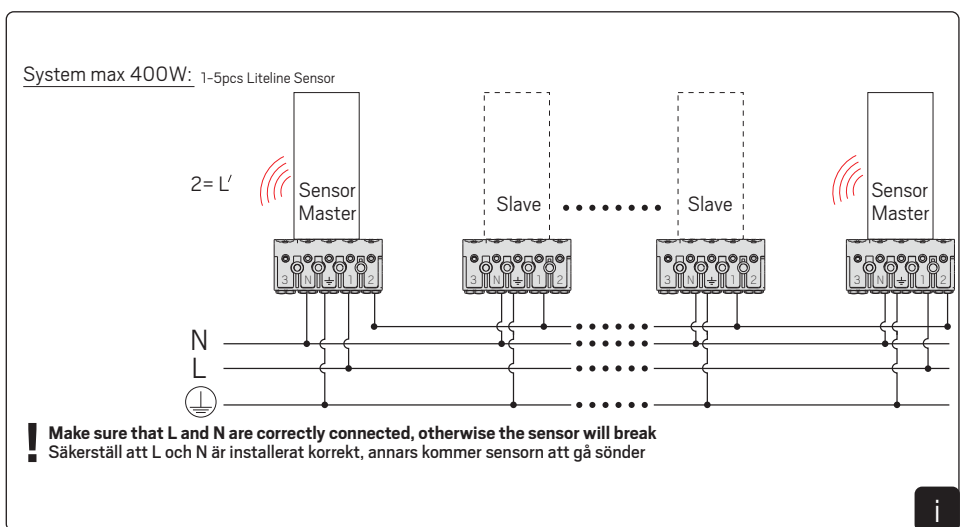 System max 400W: 1-5pcs Liteline Sensor
2= L′
Sensor
Master
Slave
Slave
Sensor
Master
3 N 1 2
3 N 1 2
3 N 1 2
3 N 1 2
N
L
! Make sure that L and N are correctly connected, otherwise the sensor will break
Säkerställ att L och N är installerat korrekt, annars kommer sensorn att gå sönder
i